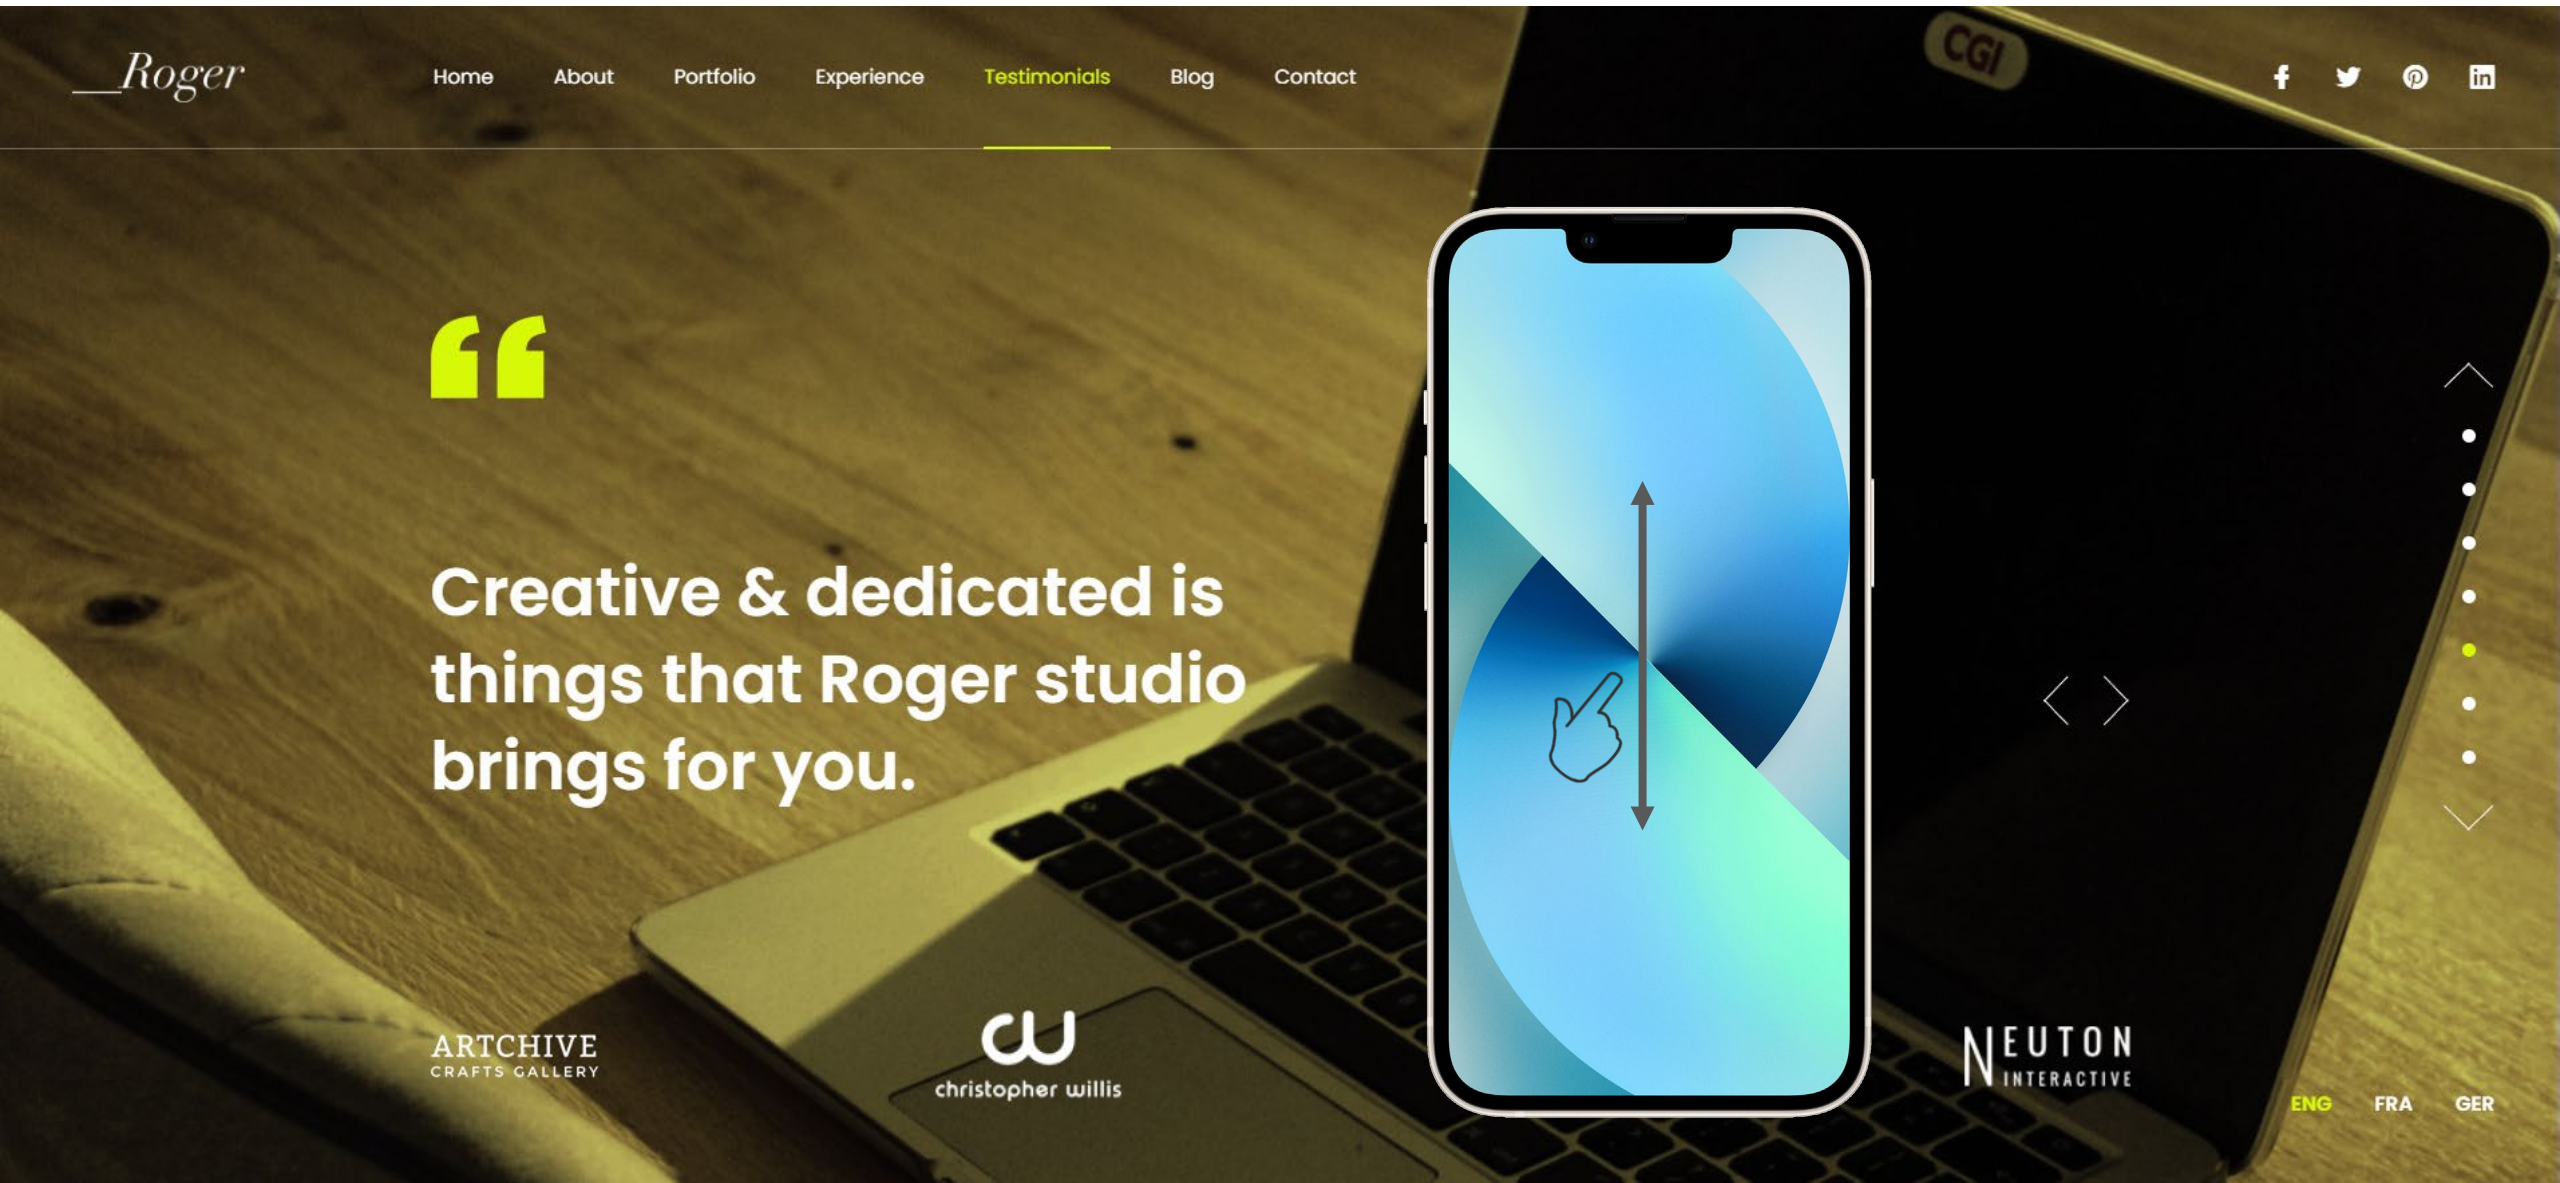 Roger
Home About Portfolio Experience Testimonials Blog Contact
CGI
Creative & dedicated is
things that Roger studio
brings for you.
ARTCHIVE
CRAFTS GALLERY
cw
christopher willis
NEUTON
INTERACTIVE
ENG FRA GER